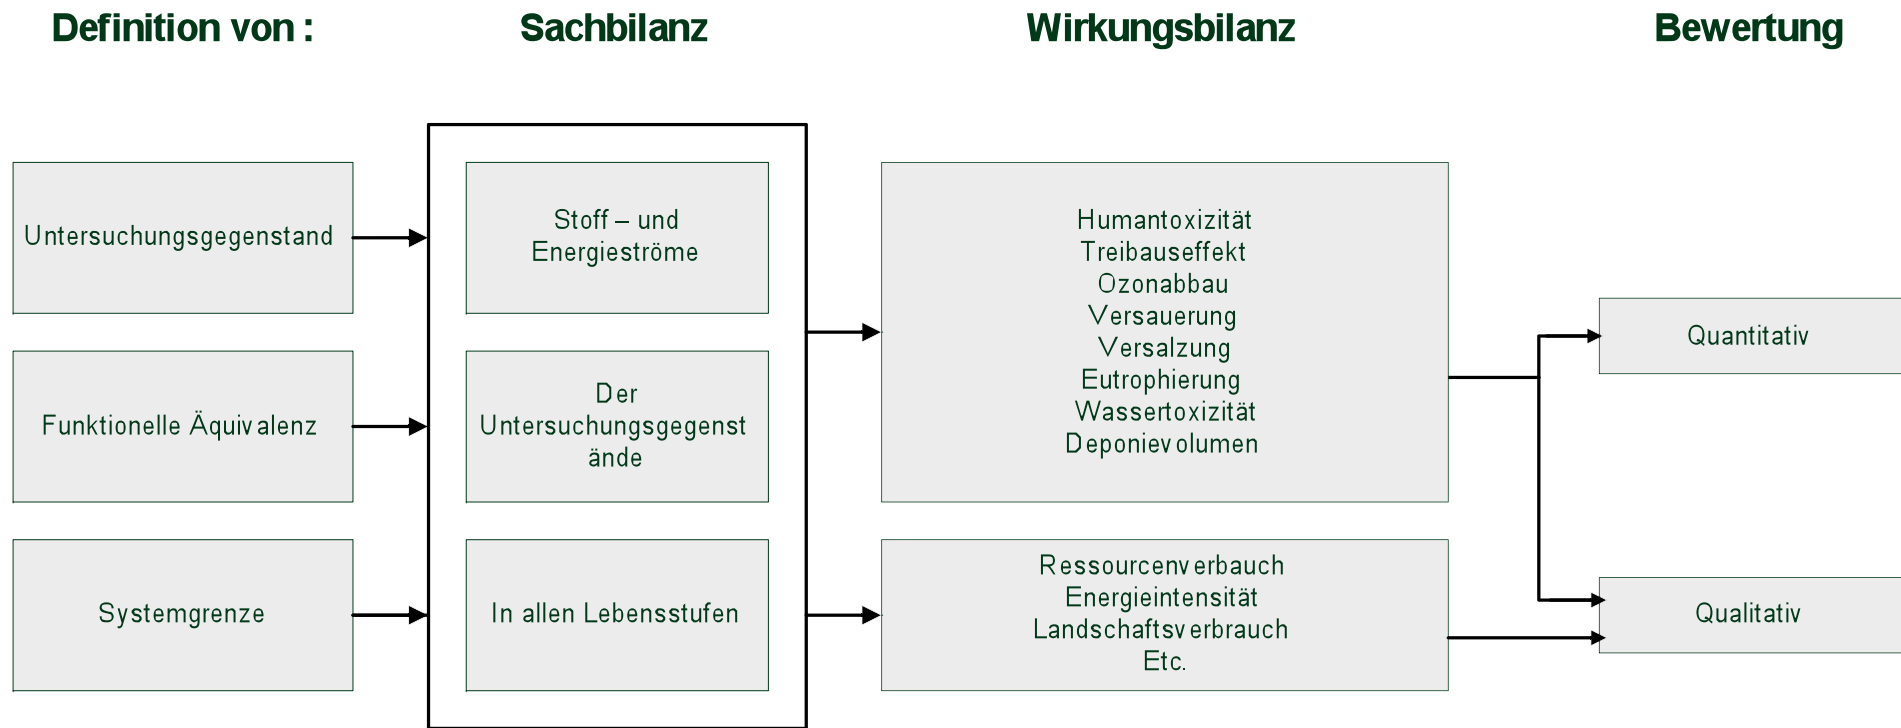 Definition von :
Sachbilanz
Wirkungsbilanz
Bewertung
Untersuchungsgegenstand
Funktionelle Äquivalenz
Systemgrenze
Stoff – und
Energieströme
Der
Untersuchungsgegenst
ände
In allen Lebensstufen
Humantoxizität
Treibauseffekt
Ozonabbau
Versauerung
Versalzung
Eutrophierung
Wassertoxizität
Deponievolumen
Ressourcenverbauch
Energieintensität
Landschaftsverbrauch
Etc.
Quantitativ
Qualitativ